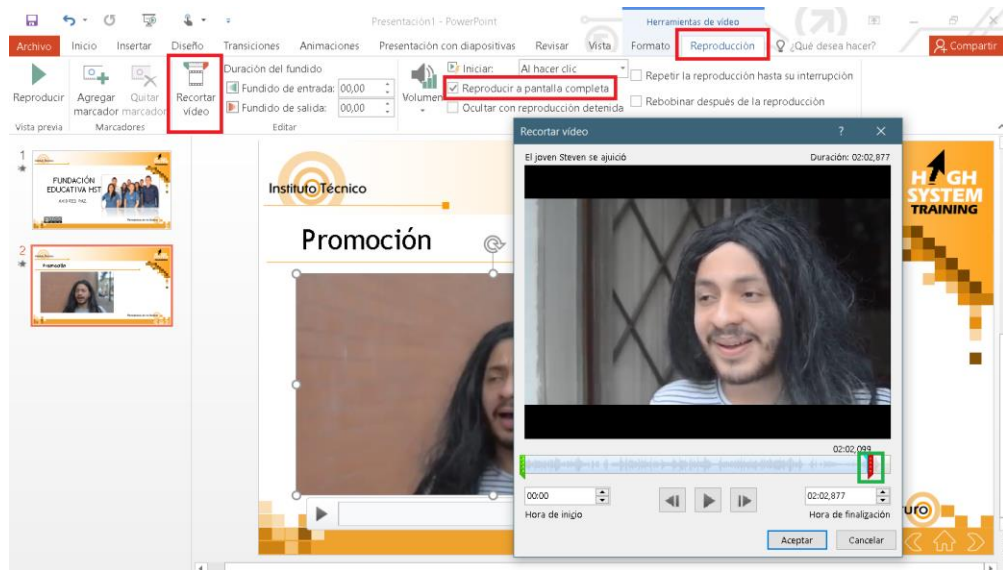 Presentación1 - PowerPoint
Herramientas de vídeo
Archivo Inicio Insertar Diseño Transiciones Animaciones Presentación con diapositivas Revisar Vista Formato Reproducción ¿Qué desea hacer? Compartir
Reproducir
Vista previa
Agregar marcador
Quitar marcador
Marcadores
Recortar vídeo
Duración del fundido
Fundido de entrada: 00,00
Fundido de salida: 00,00
Editar
Volumen
Iniciar: Al hacer clic
Reproducir a pantalla completa
Ocultar con reproducción detenida
Repetir la reproducción hasta su interrupción
Rebobinar después de la reproducción
1
FUNDACIÓN
EDUCATIVA HST
2
Promoción
Instituto Técnico
Promoción
HIGH
SYSTEM
TRAINING
uro
Recortar vídeo ? X
El joven Steven se ajuició Duración: 02:02,877
02:02,099
00:00 02:02,877
Hora de inicio Hora de finalización
Aceptar Cancelar